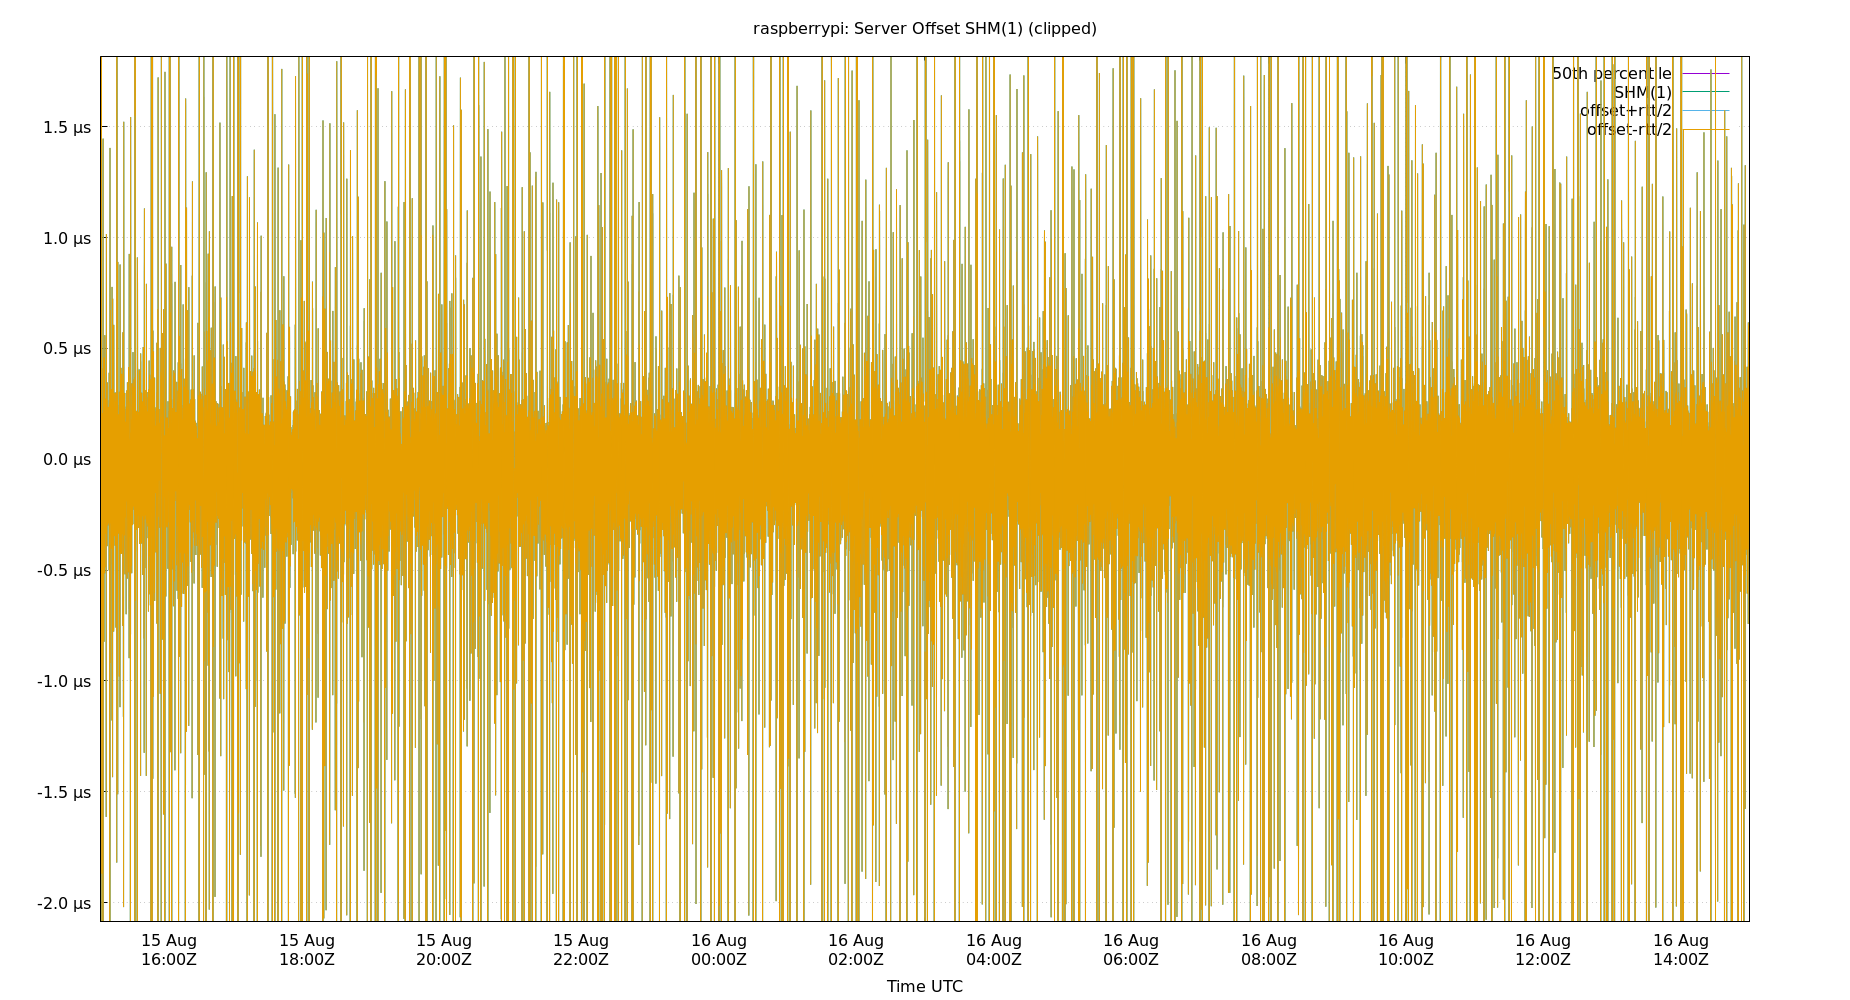 raspberrypi: Server Offset SHM(1) (clipped)
50th percentile
SHM(1)
offset+rtt/2
offset-rtt/2
1.5 µs
1.0 µs
0.5 µs
0.0 µs
-0.5 µs
-1.0 µs
-1.5 µs
-2.0 µs
15 Aug 15 Aug 15 Aug 15 Aug 16 Aug 16 Aug 16 Aug 16 Aug 16 Aug 16 Aug 16 Aug 16 Aug
16:00Z 18:00Z 20:00Z 22:00Z 00:00Z 02:00Z 04:00Z 06:00Z 08:00Z 10:00Z 12:00Z 14:00Z
Time UTC